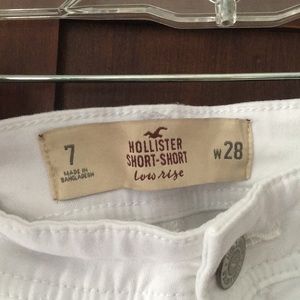 7
MADE IN
BANGLADESH
HOLLISTER
SHORT-SHORT
low rise
W 28